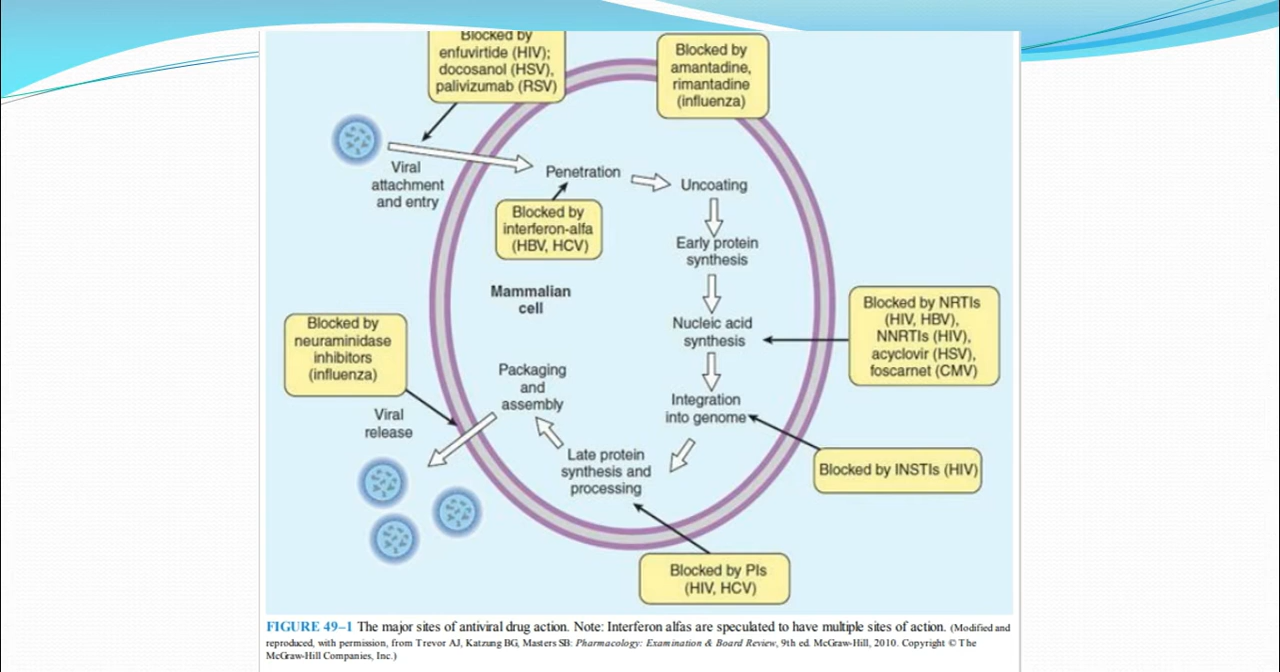 Blocked by
enfuvirtide (HIV);
docosanol (HSV),
palivizumab (RSV)
Blocked by
amantadine,
rimantadine
(influenza)
Viral
attachment
and entry
Penetration
Uncoating
Blocked by
interferon-alfa
(HBV, HCV)
Early protein
synthesis
Mammalian
cell
Nucleic acid
synthesis
Blocked by NRTIs
(HIV, HBV),
NNRTIs (HIV),
acyclovir (HSV),
foscarnet (CMV)
Blocked by
neuraminidase
inhibitors
(influenza)
Packaging
and
assembly
Integration
into genome
Viral
release
Late protein
synthesis and
processing
Blocked by INSTIs (HIV)
Blocked by PIs
(HIV, HCV)
FIGURE 49–1 The major sites of antiviral drug action. Note: Interferon alfas are speculated to have multiple sites of action. (Modified and
reproduced, with permission, from Trevor AJ, Katzung BG, Masters SB: Pharmacology: Examination & Board Review, 9th ed. McGraw-Hill, 2010. Copyright © The
McGraw-Hill Companies, Inc.)